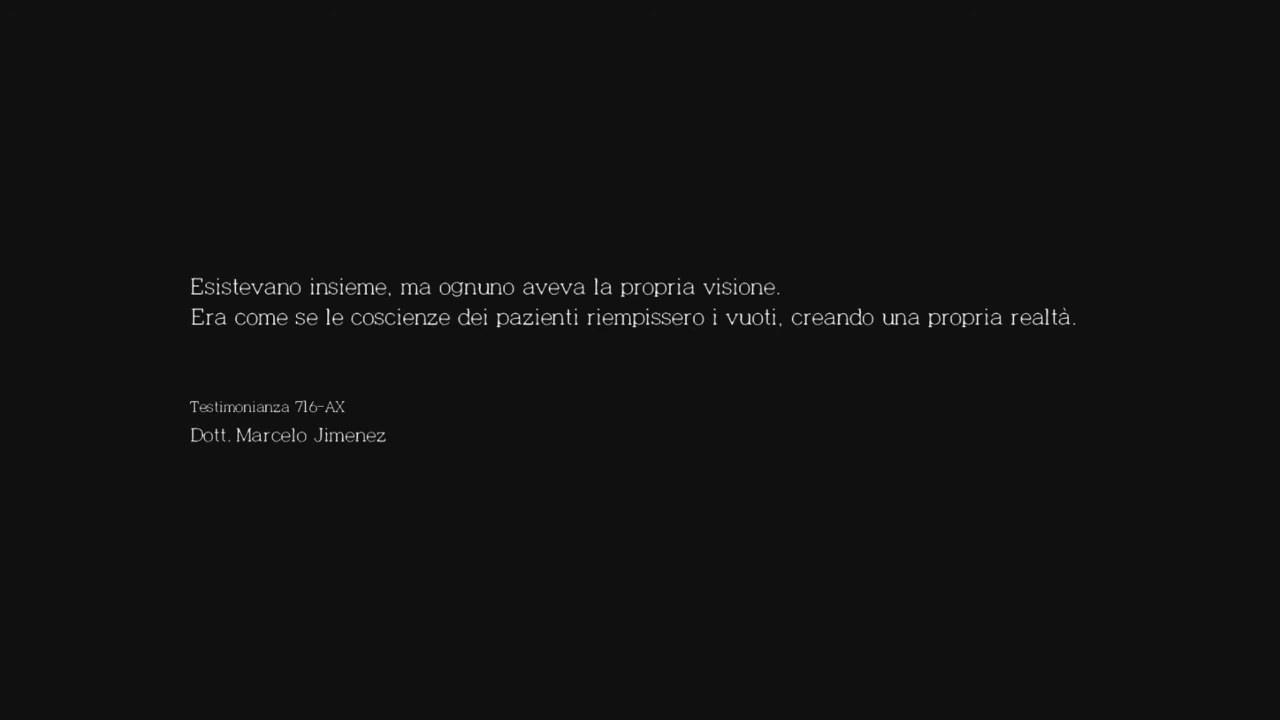 Esistevano insieme, ma ognuno aveva la propria visione.
Era come se le coscienze dei pazienti riempissero i vuoti, creando una propria realtà.
Testimonianza 716-AX
Dott. Marcelo Jimenez